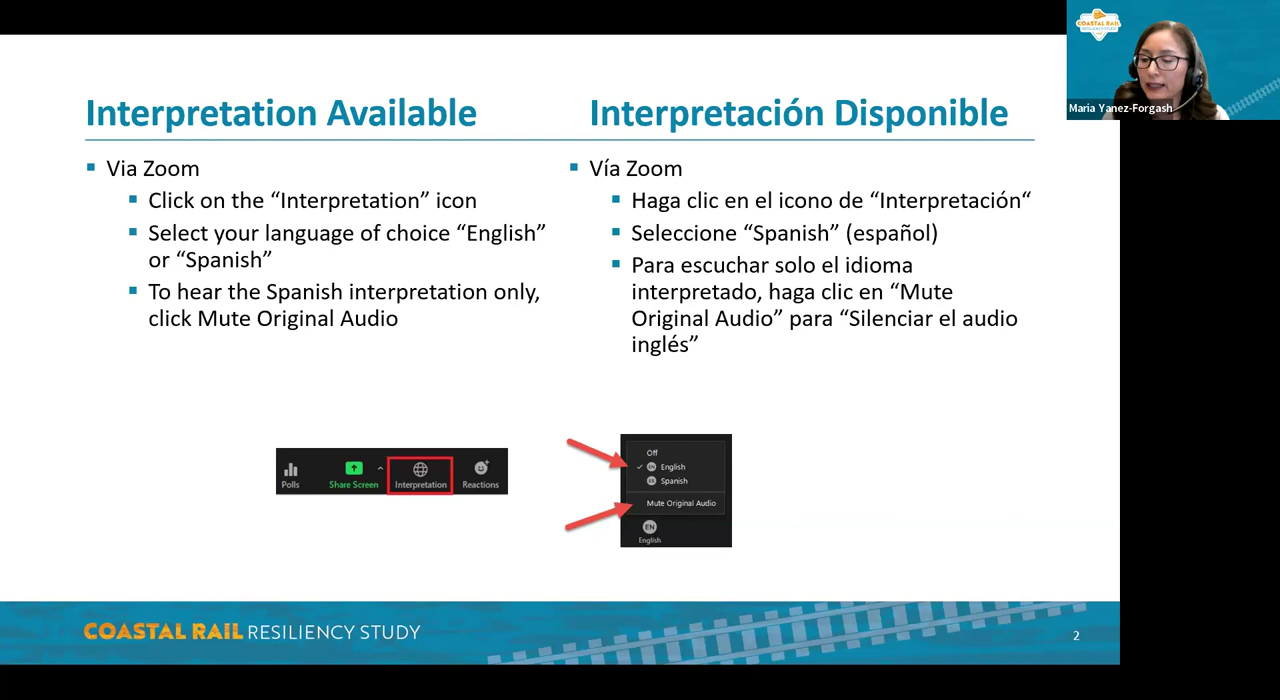 COASTAL RAIL
RESILIENCY STUDY
Maria Yanez-Forgash
Interpretation Available
Via Zoom
Click on the “Interpretation” icon
Select your language of choice “English”
or “Spanish”
To hear the Spanish interpretation only,
click Mute Original Audio
Interpretación Disponible
Vía Zoom
Haga clic en el icono de “Interpretación“
Seleccione “Spanish” (español)
Para escuchar solo el idioma
interpretado, haga clic en “Mute
Original Audio” para “Silenciar el audio
inglés”
Polls
Share Screen
Interpretation
Reactions
Off
EN English
ES Spanish
Mute Original Audio
EN
English
COASTAL RAIL RESILIENCY STUDY
2